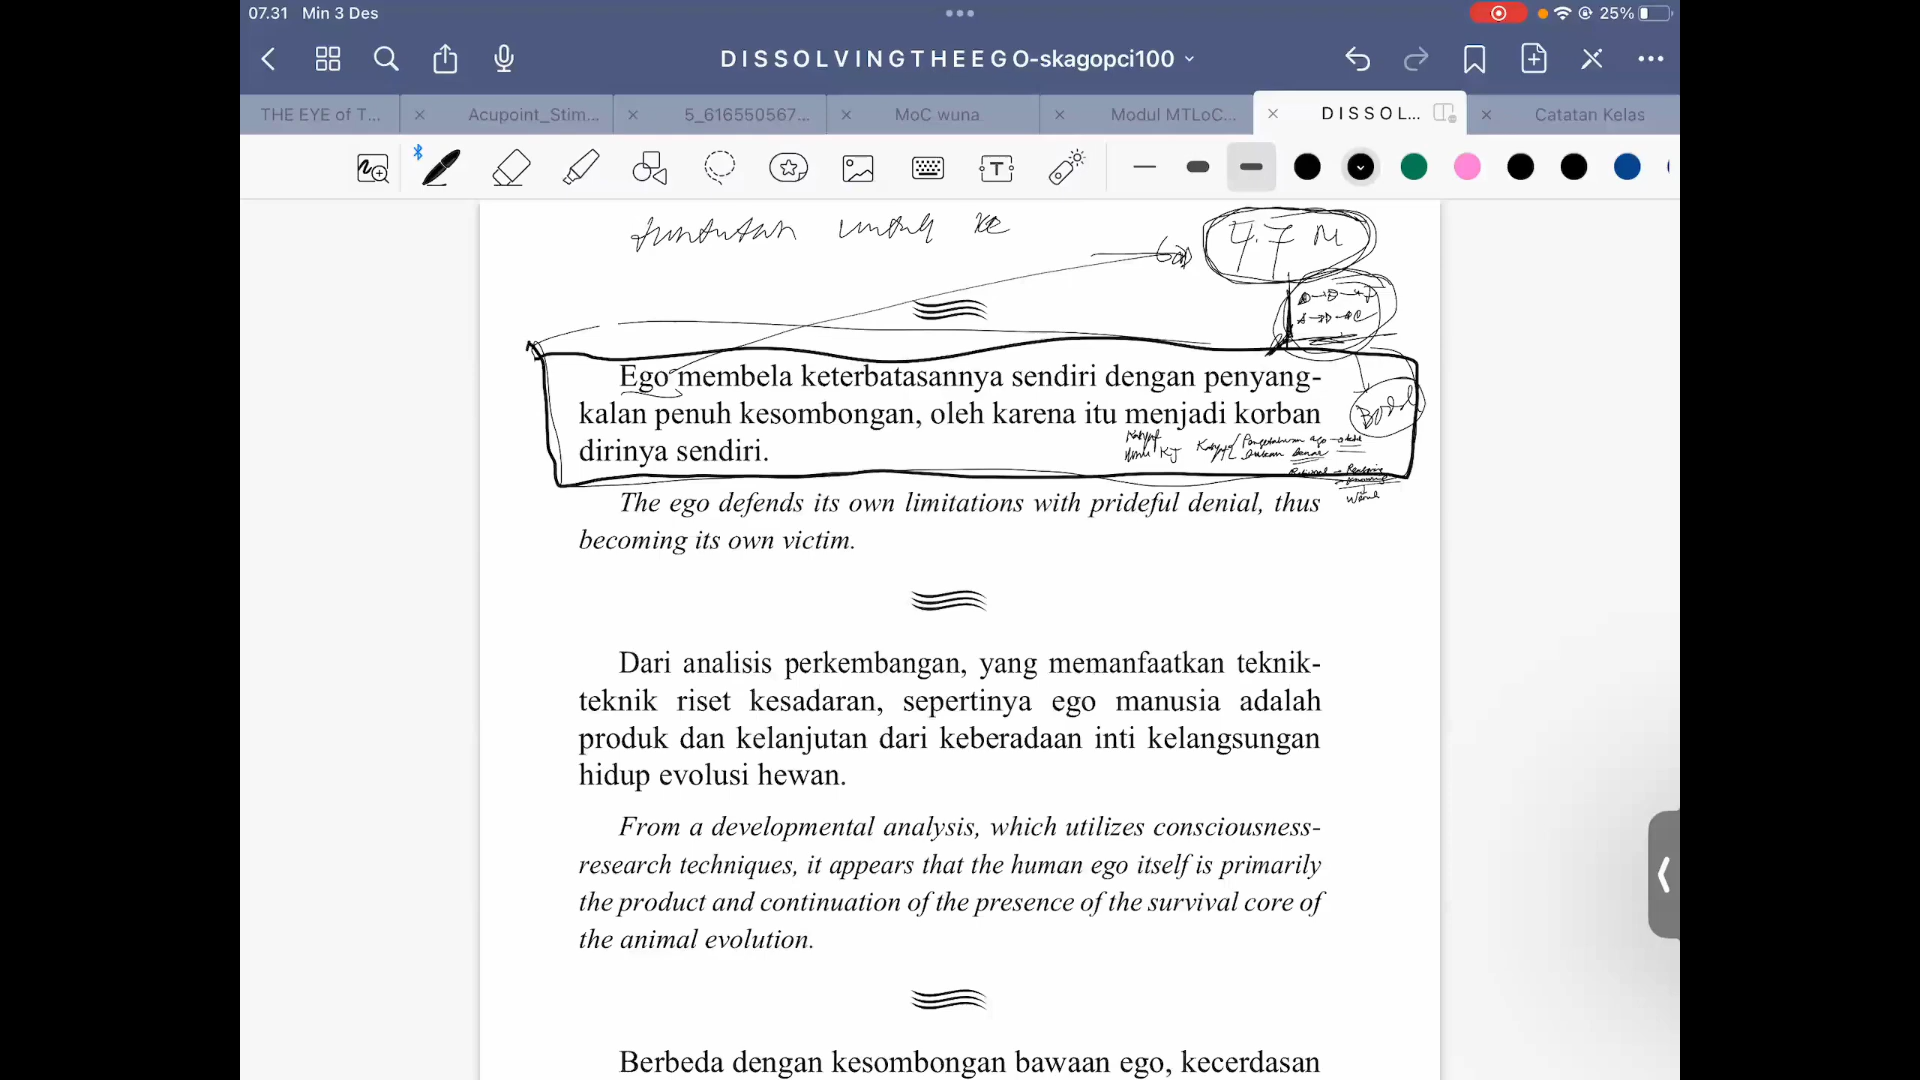 07.31 Min 3 Des
25%
D I S S O L V I N G T H E E G O-skagopci100
THE EYE of T...
Acupoint_Stim...
5_616550567...
MoC wuna
Modul MTLoC...
D I S S O L...
Catatan Kelas
tuntutan untuk ke
4.7 M
Ego membela keterbatasannya sendiri dengan penyang-
kalan penuh kesombongan, oleh karena itu menjadi korban
dirinya sendiri.
The ego defends its own limitations with prideful denial, thus
becoming its own victim.
Dari analisis perkembangan, yang memanfaatkan teknik-
teknik riset kesadaran, sepertinya ego manusia adalah
produk dan kelanjutan dari keberadaan inti kelangsungan
hidup evolusi hewan.
From a developmental analysis, which utilizes consciousness-
research techniques, it appears that the human ego itself is primarily
the product and continuation of the presence of the survival core of
the animal evolution.
Berbeda dengan kesombongan bawaan ego, kecerdasan